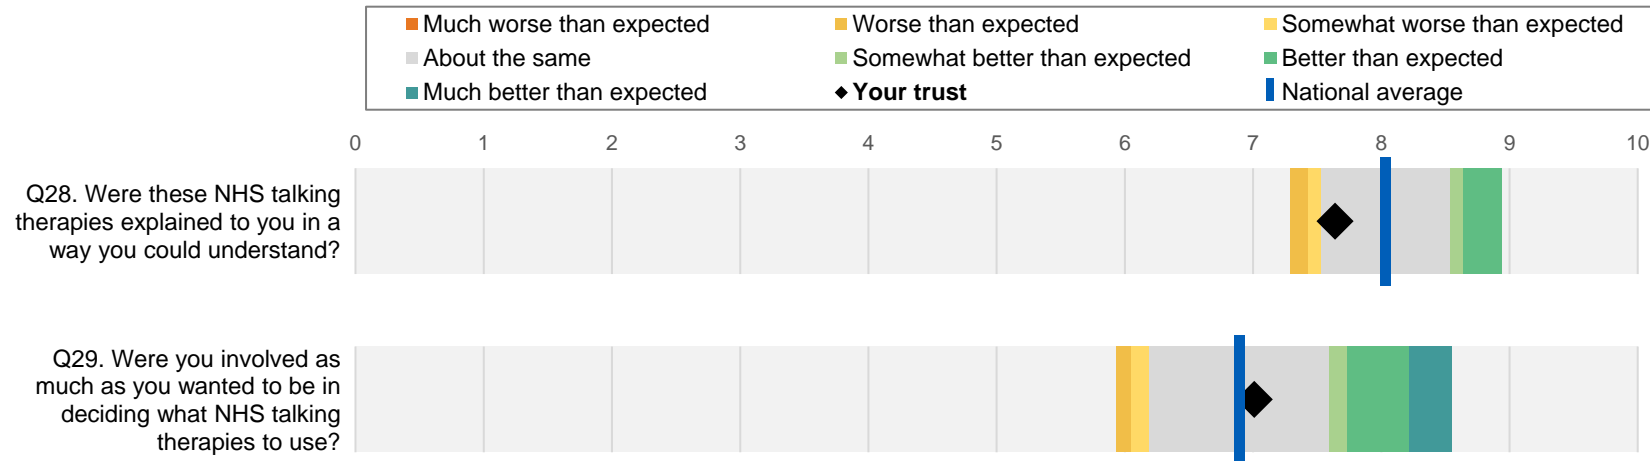 Much worse than expected
Worse than expected
Somewhat worse than expected
About the same
Somewhat better than expected
Better than expected
Much better than expected
Your trust
National average
0 1 2 3 4 5 6 7 8 9 10
Q28. Were these NHS talking
therapies explained to you in a
way you could understand?
Q29. Were you involved as
much as you wanted to be in
deciding what NHS talking
therapies to use?